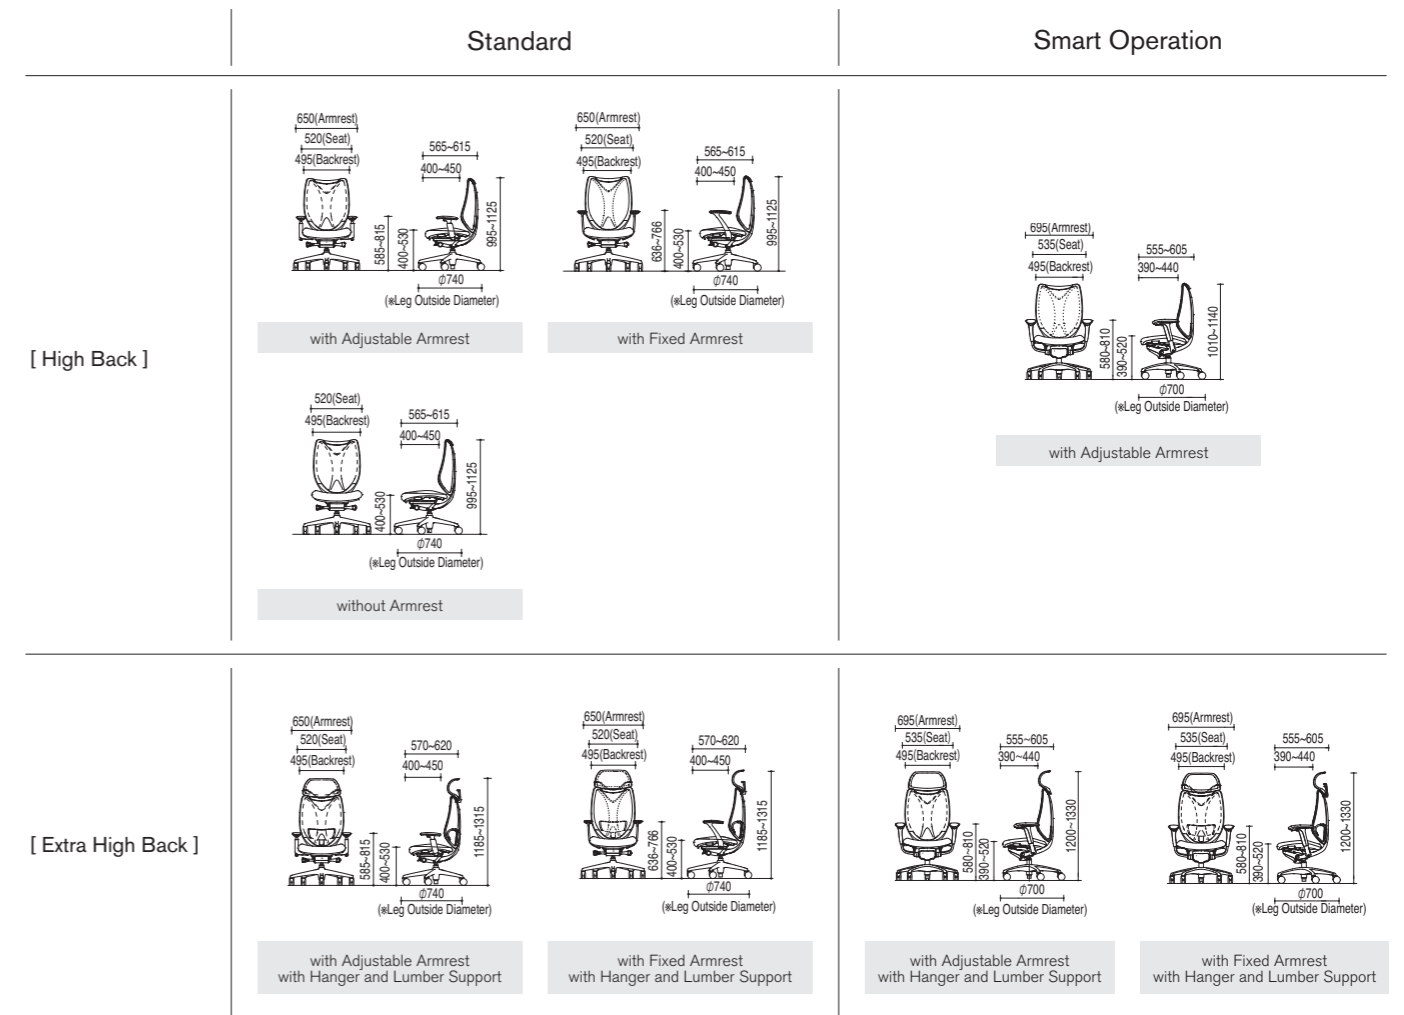 Standard
Smart Operation
[ High Back ]
650(Armrest)
520(Seat)
495(Backrest)
565~615
400~450
585~815
400~530
995~1125
φ740
(※Leg Outside Diameter)
with Adjustable Armrest
650(Armrest)
520(Seat)
495(Backrest)
565~615
400~450
636~766
400~530
995~1125
φ740
(※Leg Outside Diameter)
with Fixed Armrest
520(Seat)
495(Backrest)
565~615
400~450
400~530
995~1125
φ740
(※Leg Outside Diameter)
without Armrest
695(Armrest)
535(Seat)
495(Backrest)
555~605
390~440
580~810
390~520
1010~1140
φ700
(※Leg Outside Diameter)
with Adjustable Armrest
[ Extra High Back ]
650(Armrest)
520(Seat)
495(Backrest)
570~620
400~450
585~815
400~530
1185~1315
φ740
(※Leg Outside Diameter)
with Adjustable Armrest
with Hanger and Lumber Support
650(Armrest)
520(Seat)
495(Backrest)
570~620
400~450
636~766
400~530
1185~1315
φ740
(※Leg Outside Diameter)
with Fixed Armrest
with Hanger and Lumber Support
695(Armrest)
535(Seat)
495(Backrest)
555~605
390~440
580~810
390~520
1200~1330
φ700
(※Leg Outside Diameter)
with Adjustable Armrest
with Hanger and Lumber Support
695(Armrest)
535(Seat)
495(Backrest)
555~605
390~440
580~810
390~520
1200~1330
φ700
(※Leg Outside Diameter)
with Fixed Armrest
with Hanger and Lumber Support